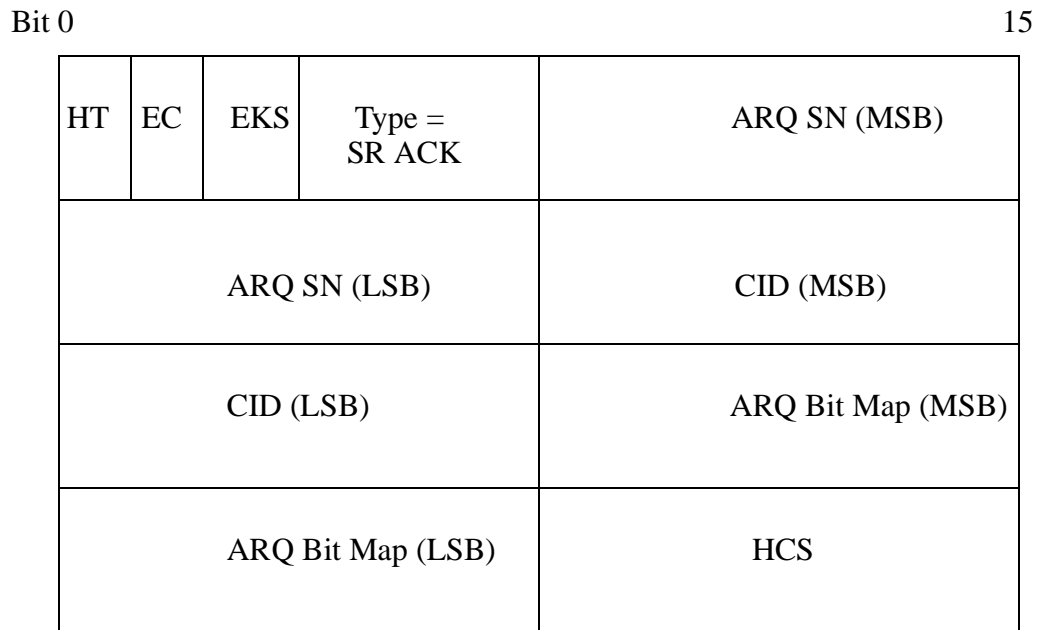 Bit 0 15
HT EC EKS Type = ARQ SN (MSB)
SR ACK
ARQ SN (LSB) CID (MSB)
CID (LSB) ARQ Bit Map (MSB)
ARQ Bit Map (LSB) HCS